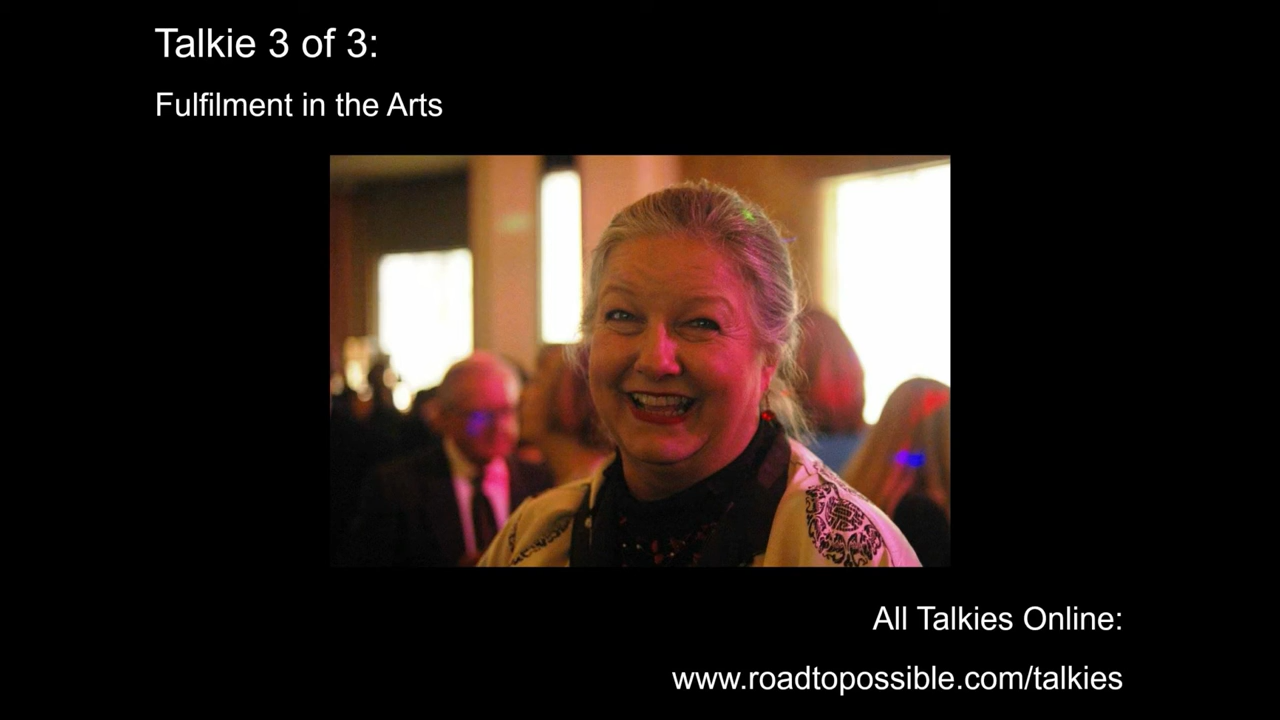 Talkie 3 of 3:
Fulfilment in the Arts
All Talkies Online:
www.roadtopossible.com/talkies